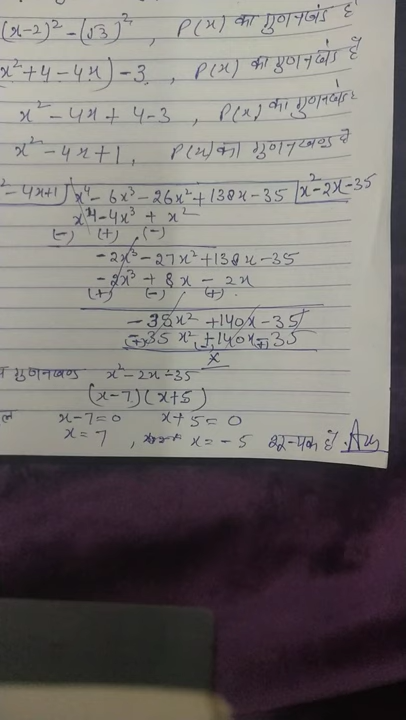 (x-2)² - (√3)² , P(x) का गुणनखंड है
x² + 4 - 4x) - 3 , P(x) का गुणनखंड है
x² - 4x + 4 - 3 , P(x) का गुणनखंड है
x² - 4x + 1 , P(x) का गुणनखण्ड है
x² - 4x + 1 ) x⁴ - 6x³ - 26x² + 138x - 35 ( x² - 2x - 35
x⁴ - 4x³ + x²
(-) (+) (-)
- 2x³ - 27x² + 138x - 35
- 2x³ + 8x - 2x
(+) (-) (+)
- 35x² + 140x - 35
- 35x² + 140x - 35
x
गुणनखण्ड x² - 2x - 35
(x-7)(x+5)
x-7=0 x+5=0
x=7 , x=-5 शून्यक है . Ans